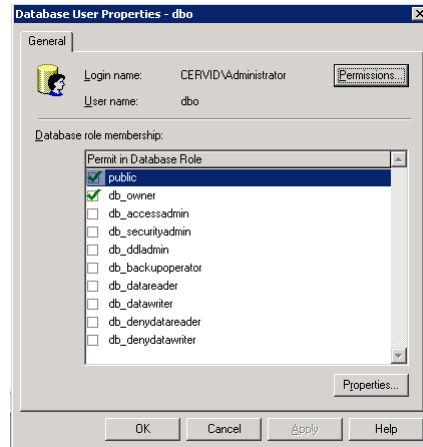 Database User Properties - dbo
General
Login name: CERVID\Administrator Permissions...
User name: dbo
Database role membership:
Permit in Database Role
public
db_owner
db_accessadmin
db_securityadmin
db_ddladmin
db_backupoperator
db_datareader
db_datawriter
db_denydatareader
db_denydatawriter
Properties...
OK Cancel Apply Help